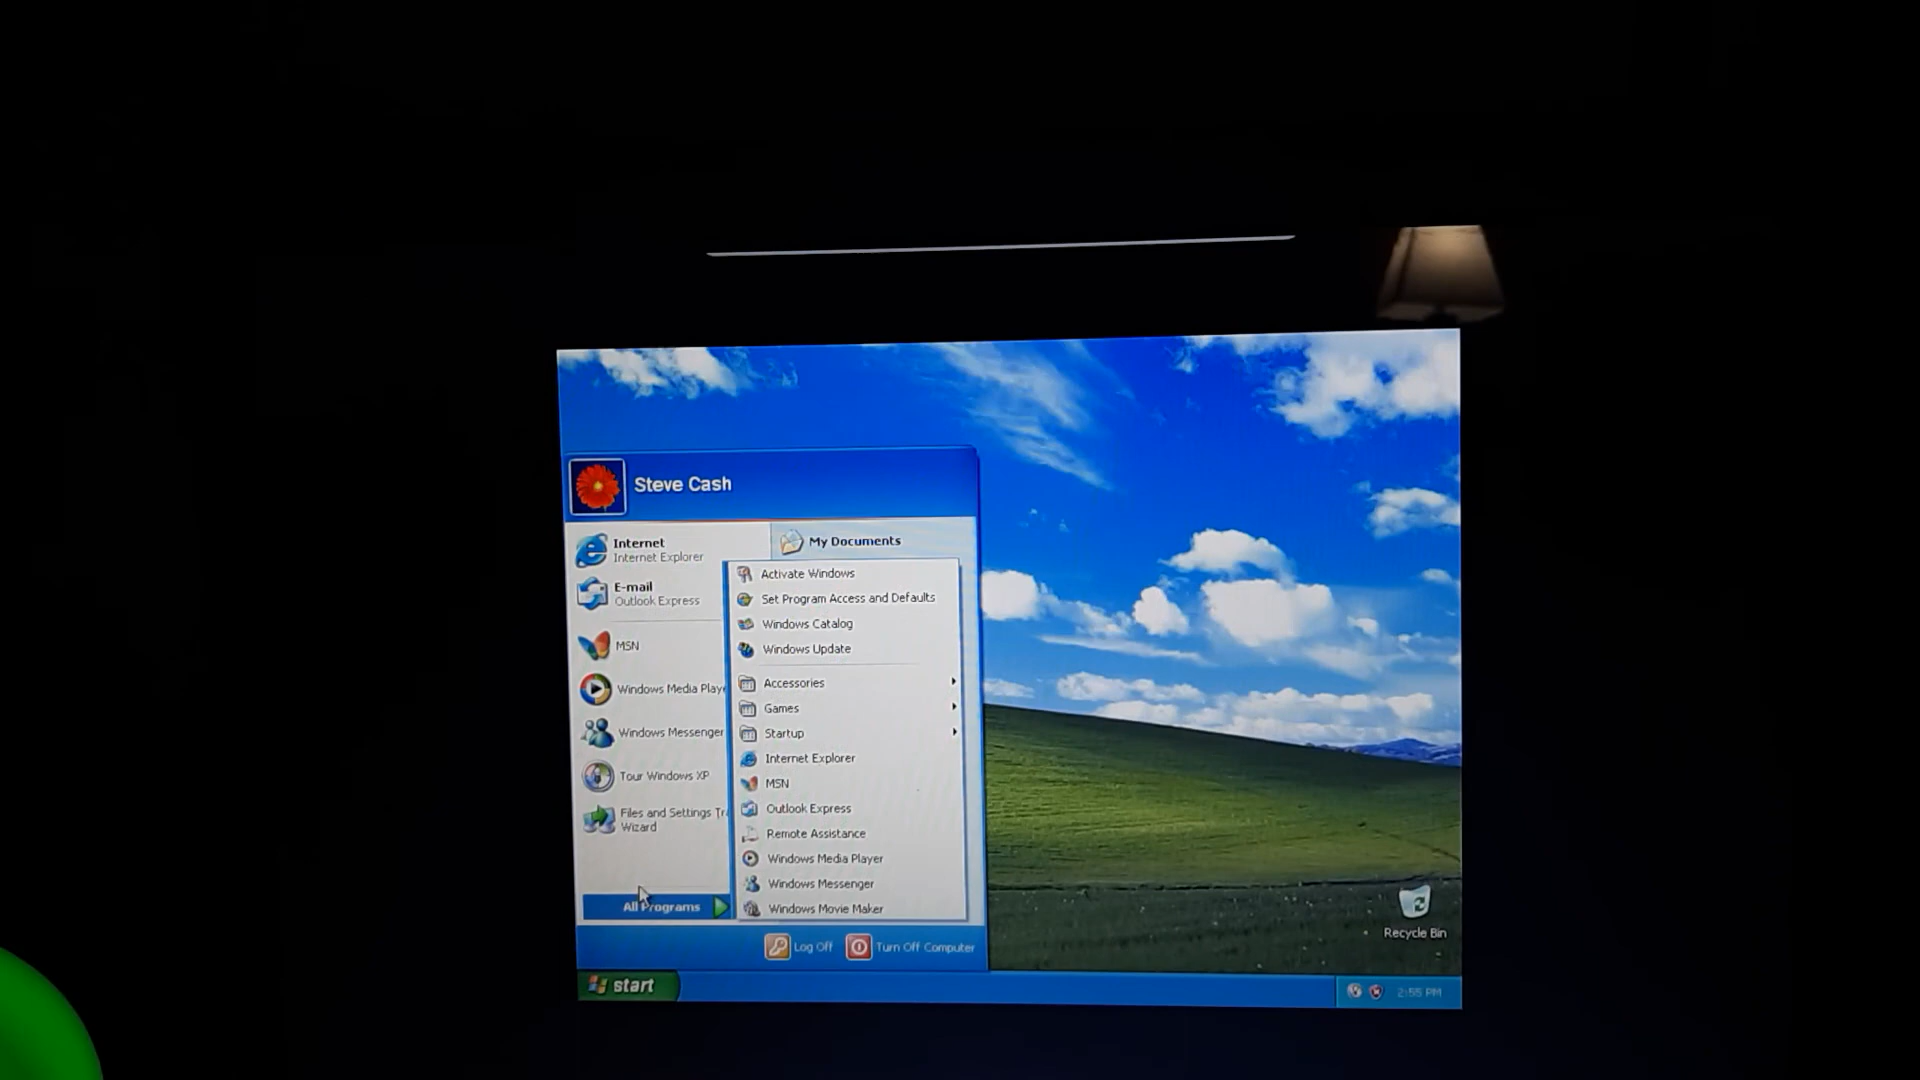 Steve Cash
Internet
Internet Explorer
E-mail
Outlook Express
MSN
Windows Media Playe
Windows Messenger
Tour Windows XP
Files and Settings Tr
Wizard
All Programs
My Documents
Activate Windows
Set Program Access and Defaults
Windows Catalog
Windows Update
Accessories
Games
Startup
Internet Explorer
MSN
Outlook Express
Remote Assistance
Windows Media Player
Windows Messenger
Windows Movie Maker
Log Off
Turn Off Computer
Recycle Bin
start
2:55 PM